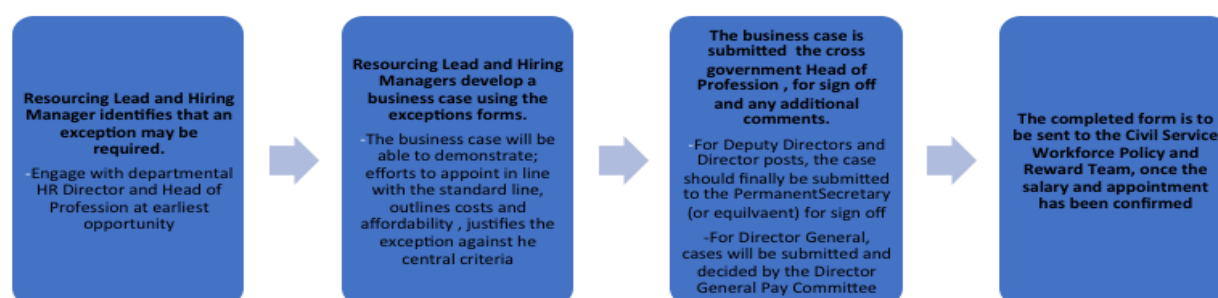 Resourcing Lead and Hiring
Manager identifies that an
exception may be
required.
-Engage with departmental
HR Director and Head of
Profession at earliest
opportunity
Resourcing Lead and Hiring
Managers develop a
business case using the
exceptions forms.
-The business case will be
able to demonstrate;
efforts to appoint in line
with the standard line,
outlines costs and
affordability , justifies the
exception against he
central criteria
The business case is
submitted  the cross
government Head of
Profession , for sign off
and any additional
comments.
-For Deputy Directors and
Director posts, the case
should finally be submitted
to the PermanentSecretary
(or equilvaent) for sign off
-For Director General,
cases will be submitted and
decided by the Director
General Pay Committee
The completed form is to
be sent to the Civil Service
Workforce Policy and
Reward Team, once the
salary and appointment
has been confirmed